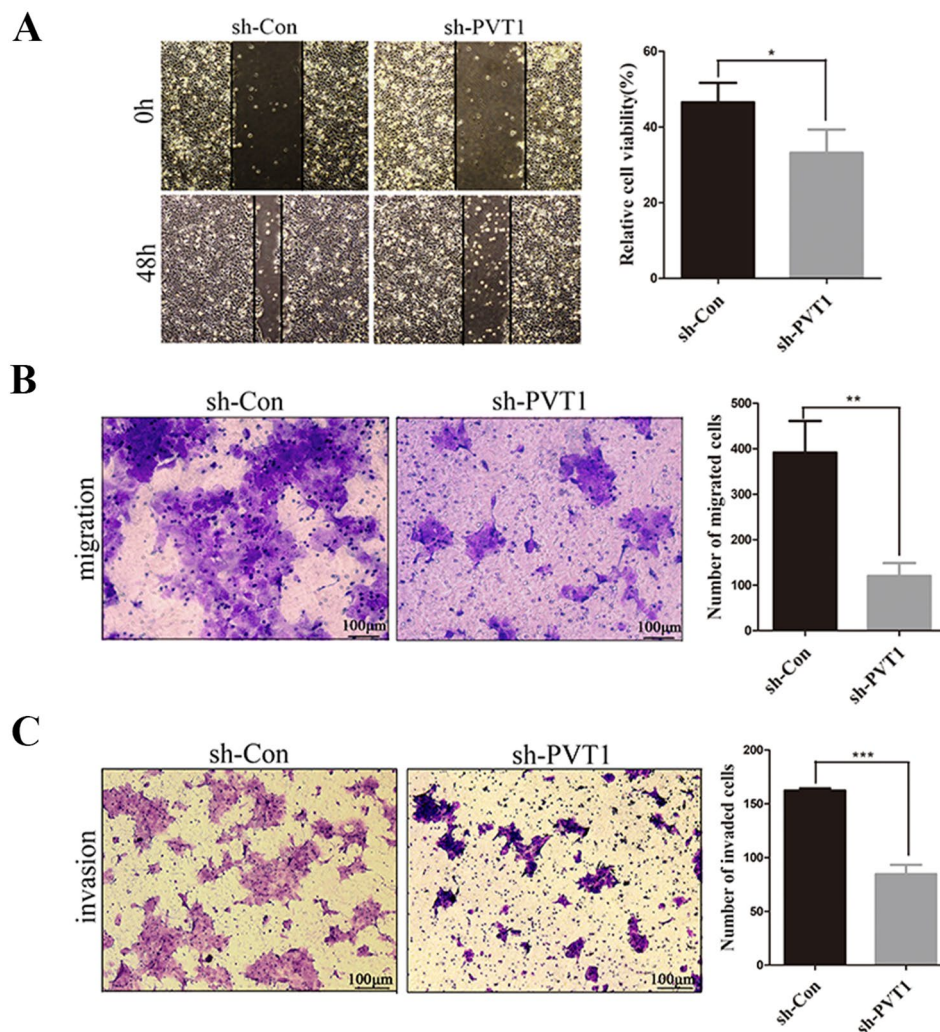 A
sh-Con
sh-PVT1
0h
48h
Relative cell viability(%)
60
40
20
0
*
sh-Con
sh-PVT1
B
sh-Con
sh-PVT1
migration
100μm
100μm
Number of migrated cells
500
400
300
200
100
0
**
sh-Con
sh-PVT1
C
sh-Con
sh-PVT1
invasion
100μm
100μm
Number of invaded cells
200
150
100
50
0
***
sh-Con
sh-PVT1